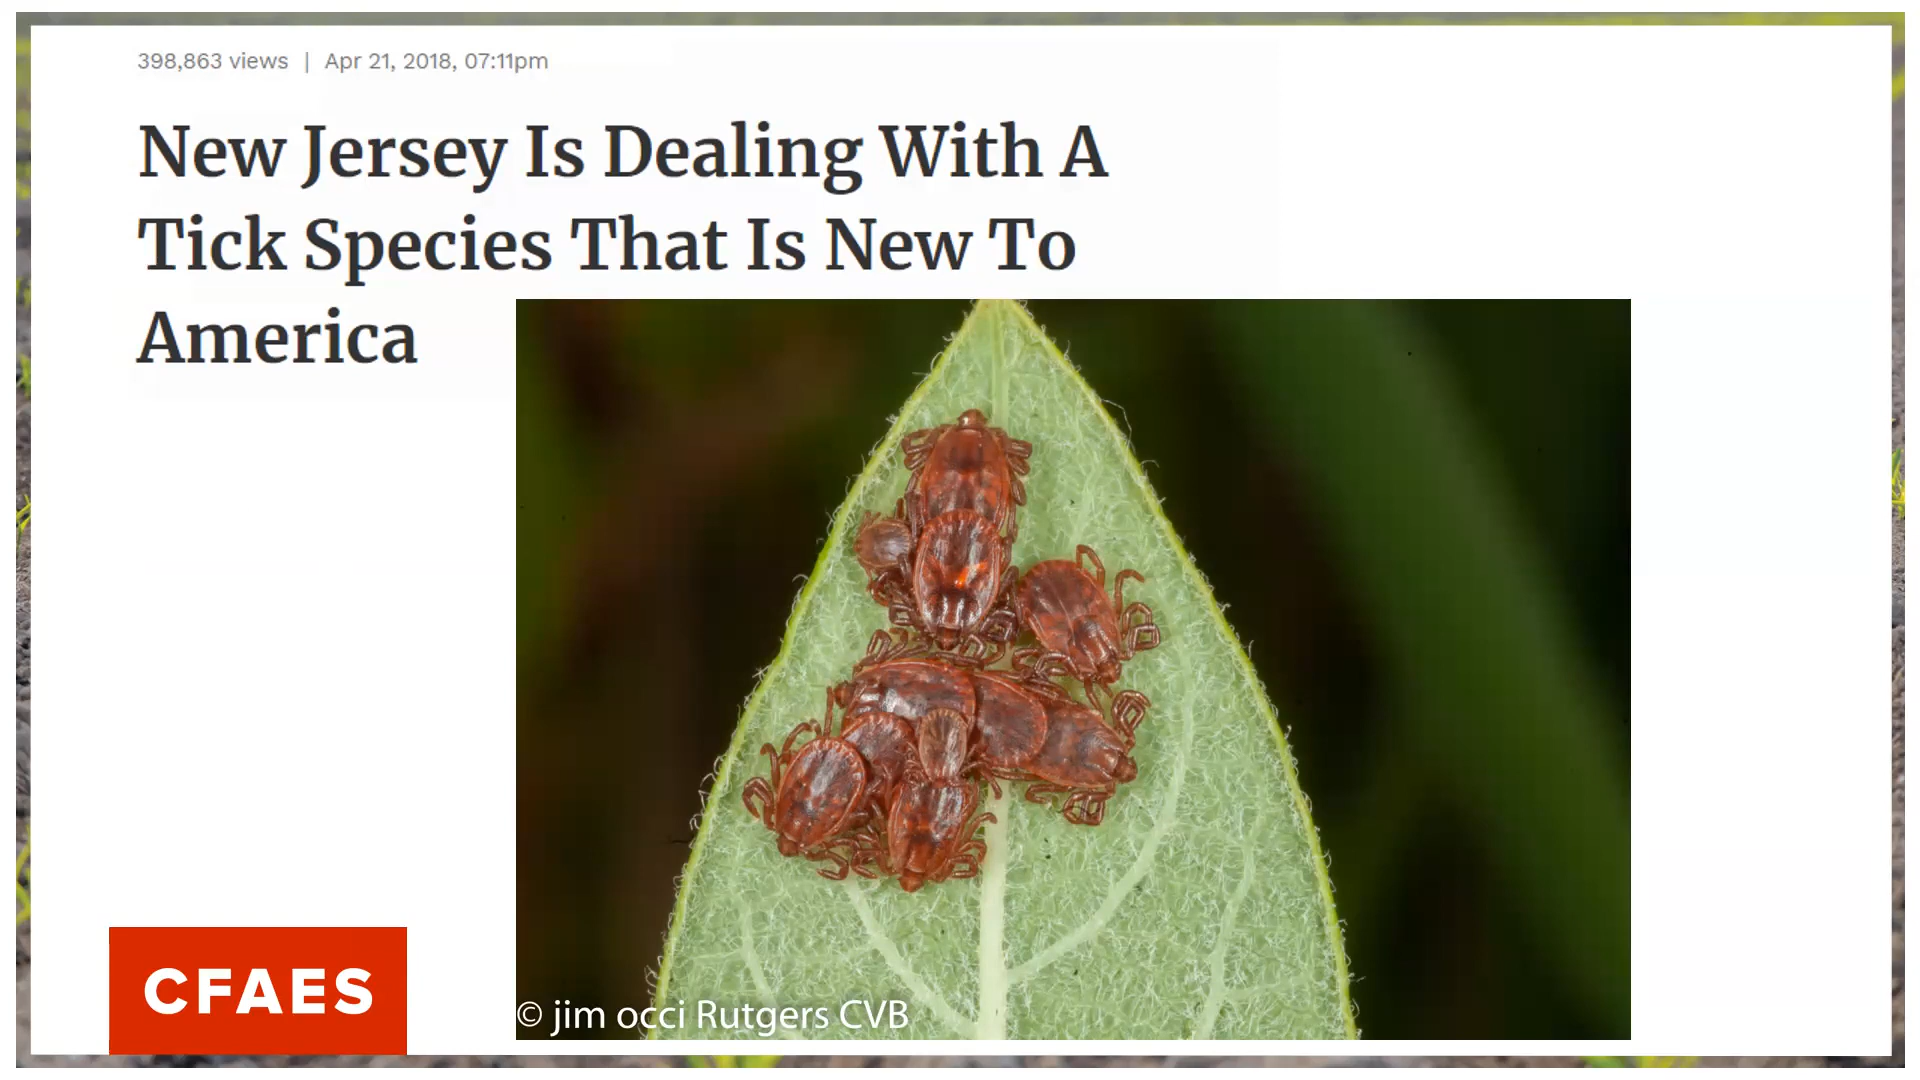 398,863 views | Apr 21, 2018, 07:11pm
New Jersey Is Dealing With A
Tick Species That Is New To
America
CFAES
© jim occi Rutgers CVB